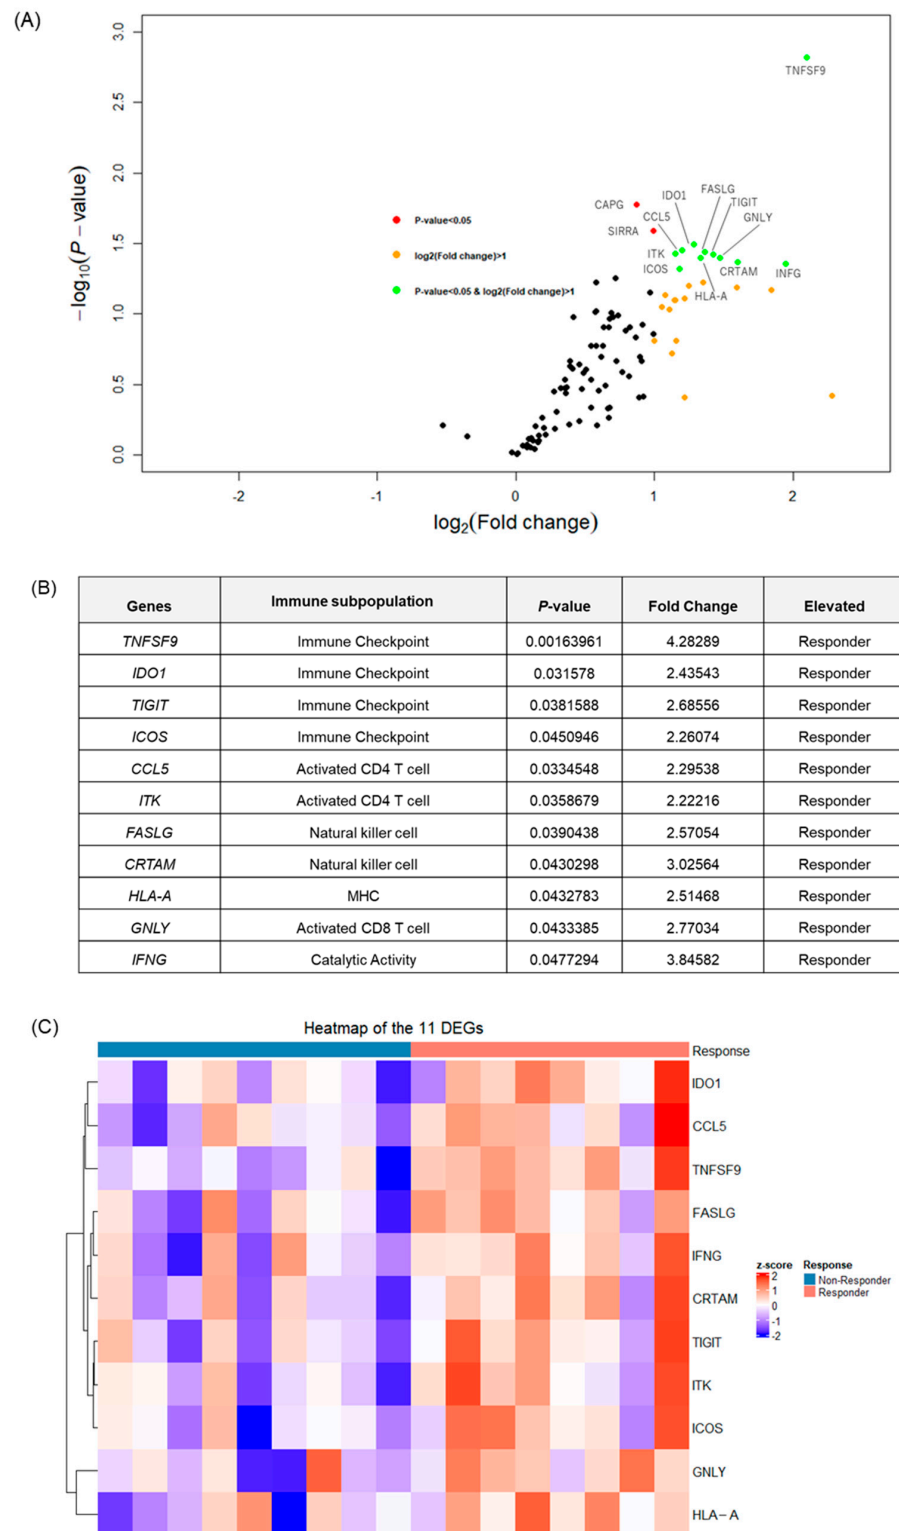 (A)
3.0
2.5
2.0
1.5
1.0
0.5
0.0
−log10(P − value)
TNFSF9
CAPG
IDO1
FASLG
TIGIT
CCL5
GNLY
SIRRA
ITK
ICOS
CRTAM
INFG
HLA-A
P-value<0.05
log2(Fold change)>1
P-value<0.05 & log2(Fold change)>1
-2 -1 0 1 2
log2(Fold change)
(B)
Genes Immune subpopulation P-value Fold Change Elevated
TNFSF9 Immune Checkpoint 0.00163961 4.28289 Responder
IDO1 Immune Checkpoint 0.031578 2.43543 Responder
TIGIT Immune Checkpoint 0.0381588 2.68556 Responder
ICOS Immune Checkpoint 0.0450946 2.26074 Responder
CCL5 Activated CD4 T cell 0.0334548 2.29538 Responder
ITK Activated CD4 T cell 0.0358679 2.22216 Responder
FASLG Natural killer cell 0.0390438 2.57054 Responder
CRTAM Natural killer cell 0.0430298 3.02564 Responder
HLA-A MHC 0.0432783 2.51468 Responder
GNLY Activated CD8 T cell 0.0433385 2.77034 Responder
IFNG Catalytic Activity 0.0477294 3.84582 Responder
(C)
Heatmap of the 11 DEGs
Response
IDO1
CCL5
TNFSF9
FASLG
IFNG
CRTAM
TIGIT
ITK
ICOS
GNLY
HLA−A
z-score Response
2
1
0
-1
-2
Non-Responder
Responder